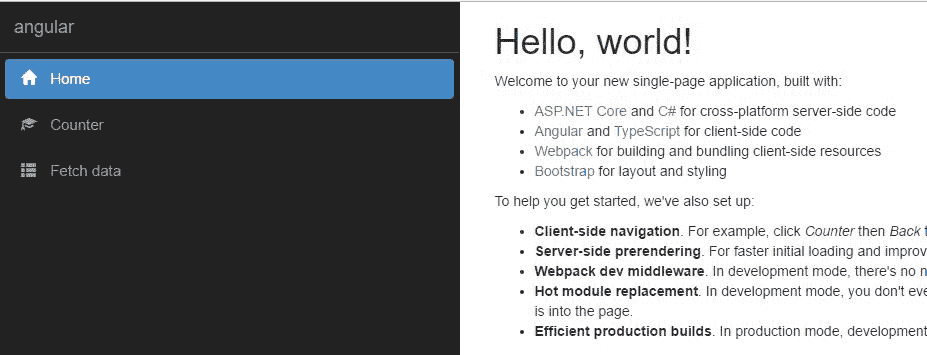 angular
Home
Counter
Fetch data
Hello, world!
Welcome to your new single-page application, built with:
ASP.NET Core and C# for cross-platform server-side code
Angular and TypeScript for client-side code
Webpack for building and bundling client-side resources
Bootstrap for layout and styling
To help you get started, we've also set up:
Client-side navigation. For example, click Counter then Back
Server-side prerendering. For faster initial loading and improv
Webpack dev middleware. In development mode, there's no
Hot module replacement. In development mode, you don't eve
is into the page.
Efficient production builds. In production mode, development